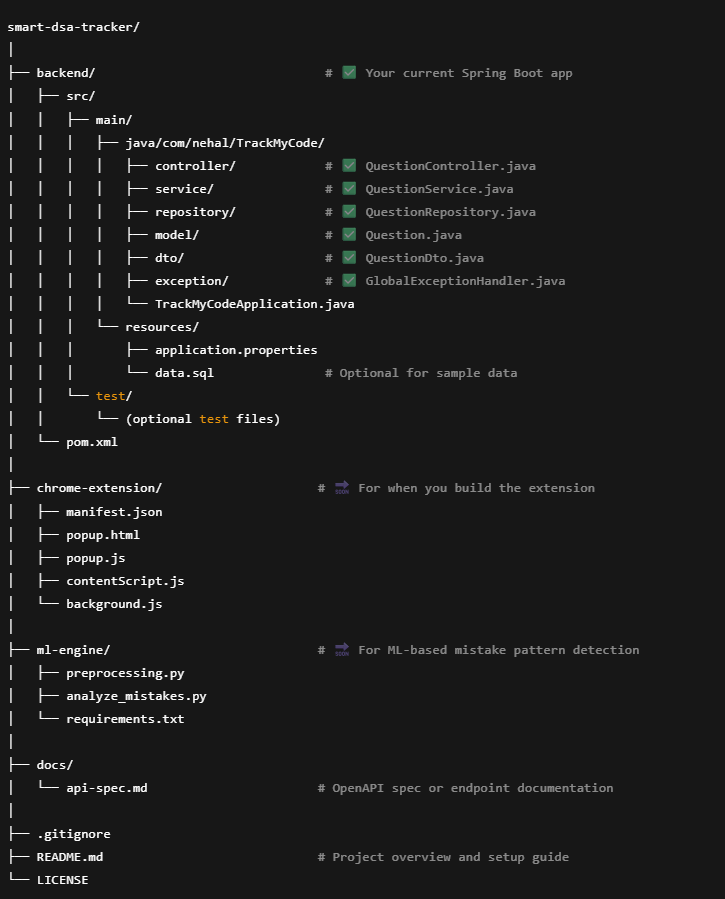 smart-dsa-tracker/
│
├── backend/                               # ✅ Your current Spring Boot app
│   ├── src/
│   │   ├── main/
│   │   │   ├── java/com/nehal/TrackMyCode/
│   │   │   │   ├── controller/            # ✅ QuestionController.java
│   │   │   │   ├── service/               # ✅ QuestionService.java
│   │   │   │   ├── repository/            # ✅ QuestionRepository.java
│   │   │   │   ├── model/                 # ✅ Question.java
│   │   │   │   ├── dto/                   # ✅ QuestionDto.java
│   │   │   │   ├── exception/             # ✅ GlobalExceptionHandler.java
│   │   │   │   └── TrackMyCodeApplication.java
│   │   │   └── resources/
│   │   │       ├── application.properties
│   │   │       └── data.sql               # Optional for sample data
│   │   └── test/
│   │       └── (optional test files)
│   └── pom.xml
│
├── chrome-extension/                     # 🔜 For when you build the extension
│   ├── manifest.json
│   ├── popup.html
│   ├── popup.js
│   ├── contentScript.js
│   └── background.js
│
├── ml-engine/                            # 🔜 For ML-based mistake pattern detection
│   ├── preprocessing.py
│   ├── analyze_mistakes.py
│   └── requirements.txt
│
├── docs/
│   └── api-spec.md                       # OpenAPI spec or endpoint documentation
│
├── .gitignore
├── README.md                             # Project overview and setup guide
└── LICENSE